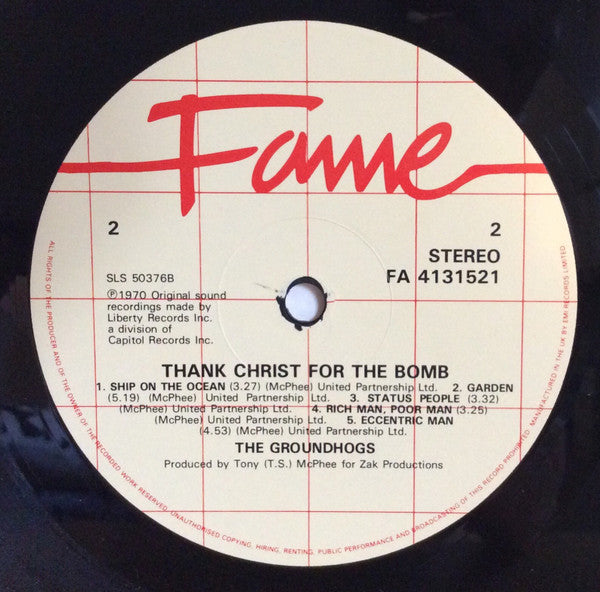 Fame
2
2
STEREO
FA 4131521
SLS 50376B
℗1970 Original sound
recordings made by
Liberty Records Inc.
a division of
Capitol Records Inc.
THANK CHRIST FOR THE BOMB
1. SHIP ON THE OCEAN (3.27) (McPhee) United Partnership Ltd. 2. GARDEN
(5.19) (McPhee) United Partnership Ltd. 3. STATUS PEOPLE (3.32)
(McPhee) United Partnership Ltd. 4. RICH MAN, POOR MAN (3.25)
(McPhee) United Partnership Ltd. 5. ECCENTRIC MAN
(4.53) (McPhee) United Partnership Ltd.
THE GROUNDHOGS
Produced by Tony (T.S.) McPhee for Zak Productions
ALL RIGHTS OF THE PRODUCER AND OF THE OWNER OF THE RECORDED WORK RESERVED. UNAUTHORISED COPYING, HIRING, RENTING, PUBLIC PERFORMANCE AND BROADCASTING OF THIS RECORD PROHIBITED. MANUFACTURED IN THE UK BY EMI RECORDS LIMITED